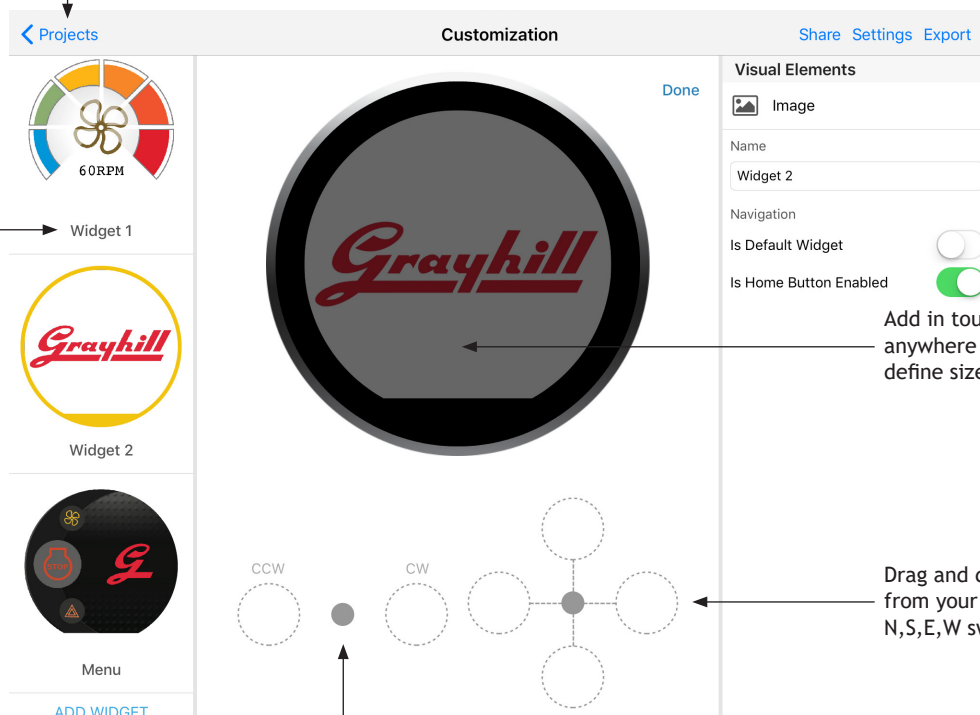 Projects
Customization
Share Settings Export
60RPM
Widget 1
Grayhill
Widget 2
STOP
Menu
ADD WIDGET
Done
Grayhill
CCW
CW
Visual Elements
Image
Name
Widget 2
Navigation
Is Default Widget
Is Home Button Enabled
Add in
anywhere
define
Drag and
from your
N,S,E,W